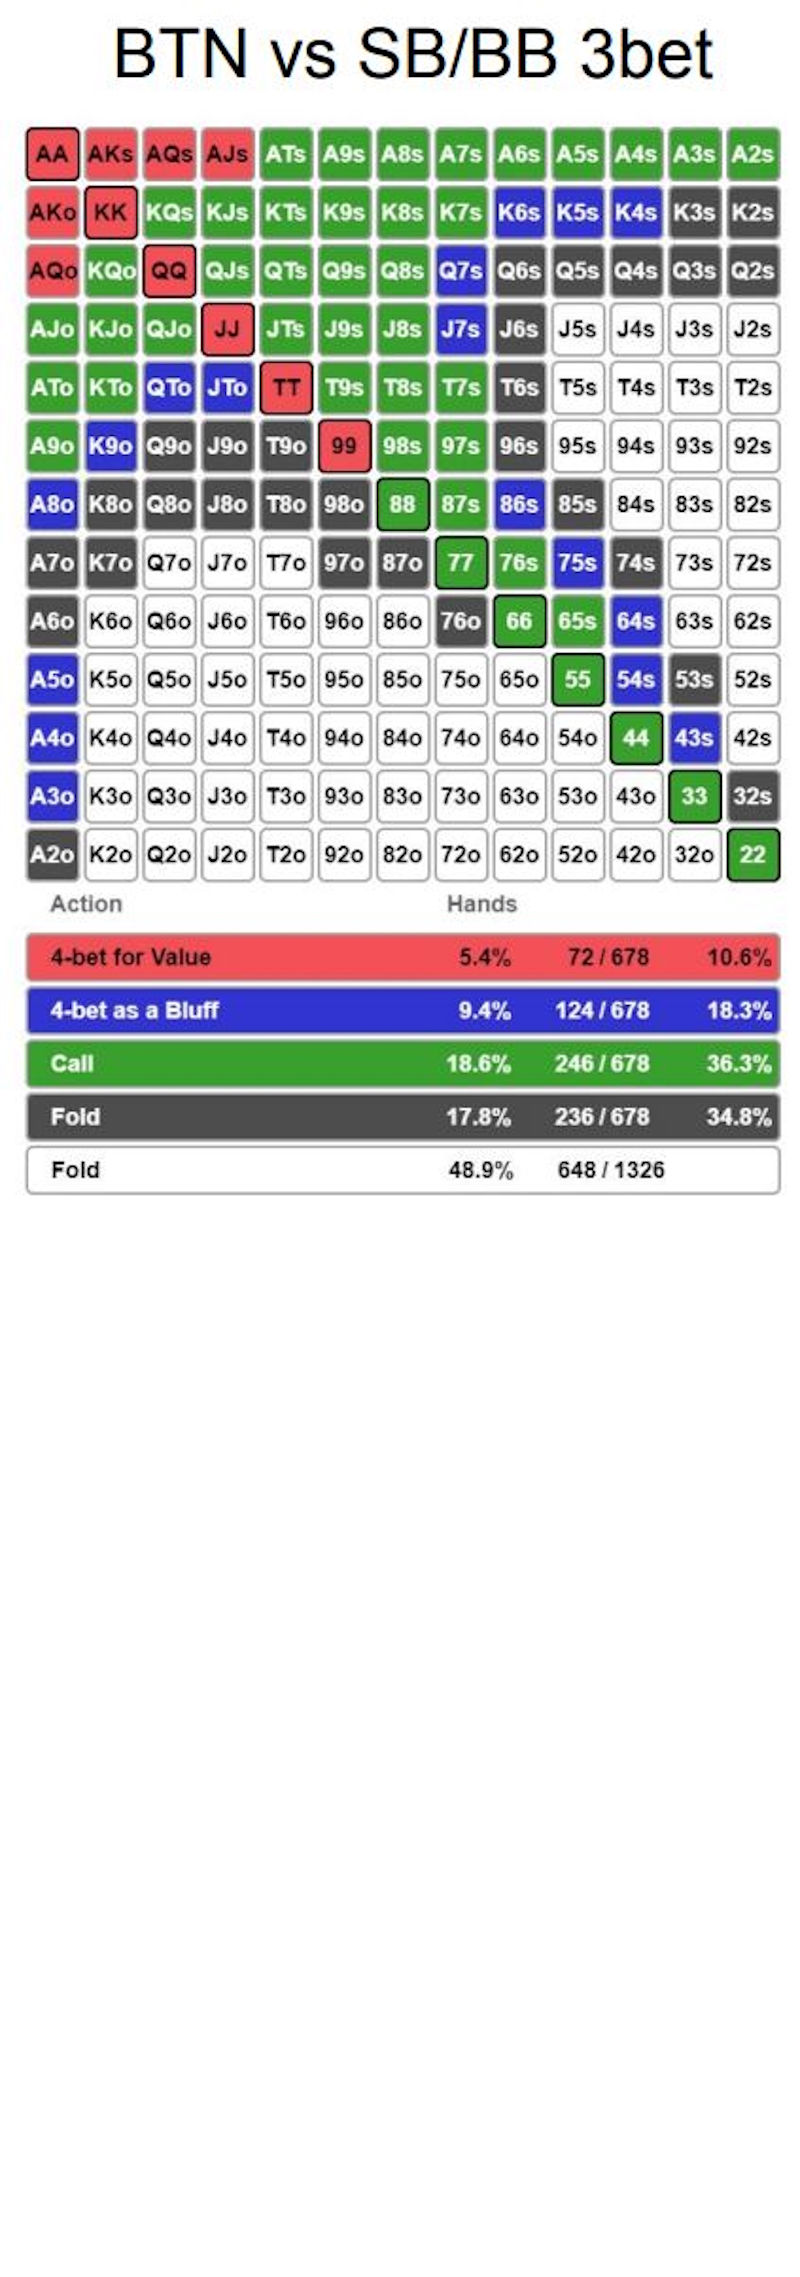 BTN vs SB/BB 3bet
AA AKs AQs AJs ATs A9s A8s A7s A6s A5s A4s A3s A2s
AKo KK KQs KJs KTs K9s K8s K7s K6s K5s K4s K3s K2s
AQo KQo QQ QJs QTs Q9s Q8s Q7s Q6s Q5s Q4s Q3s Q2s
AJo KJo QJo JJ JTs J9s J8s J7s J6s J5s J4s J3s J2s
ATo KTo QTo JTo TT T9s T8s T7s T6s T5s T4s T3s T2s
A9o K9o Q9o J9o T9o 99 98s 97s 96s 95s 94s 93s 92s
A8o K8o Q8o J8o T8o 98o 88 87s 86s 85s 84s 83s 82s
A7o K7o Q7o J7o T7o 97o 87o 77 76s 75s 74s 73s 72s
A6o K6o Q6o J6o T6o 96o 86o 76o 66 65s 64s 63s 62s
A5o K5o Q5o J5o T5o 95o 85o 75o 65o 55 54s 53s 52s
A4o K4o Q4o J4o T4o 94o 84o 74o 64o 54o 44 43s 42s
A3o K3o Q3o J3o T3o 93o 83o 73o 63o 53o 43o 33 32s
A2o K2o Q2o J2o T2o 92o 82o 72o 62o 52o 42o 32o 22
Action Hands
4-bet for Value 5.4% 72 / 678 10.6%
4-bet as a Bluff 9.4% 124 / 678 18.3%
Call 18.6% 246 / 678 36.3%
Fold 17.8% 236 / 678 34.8%
Fold 48.9% 648 / 1326